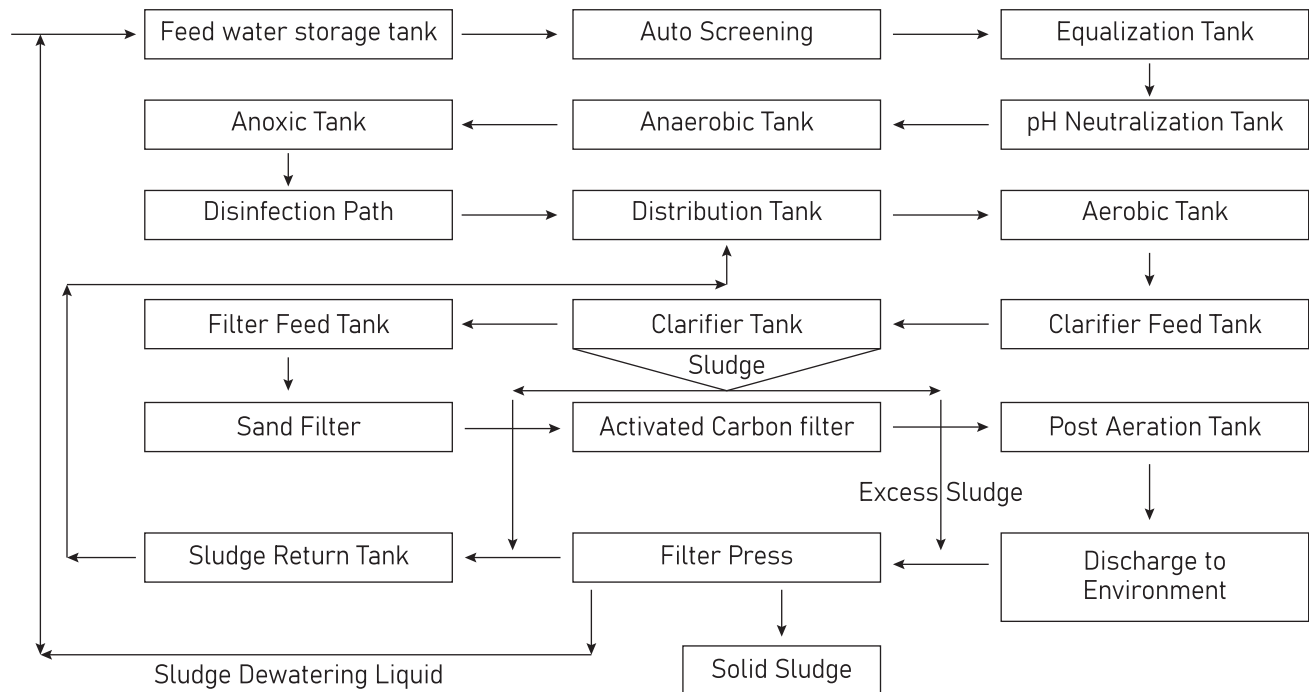 Feed water storage tank
Auto Screening
Equalization Tank
Anoxic Tank
Anaerobic Tank
pH Neutralization Tank
Disinfection Path
Distribution Tank
Aerobic Tank
Filter Feed Tank
Clarifier Tank
Clarifier Feed Tank
Sludge
Sand Filter
Activated Carbon filter
Post Aeration Tank
Excess Sludge
Sludge Return Tank
Filter Press
Discharge to
Environment
Sludge Dewatering Liquid
Solid Sludge